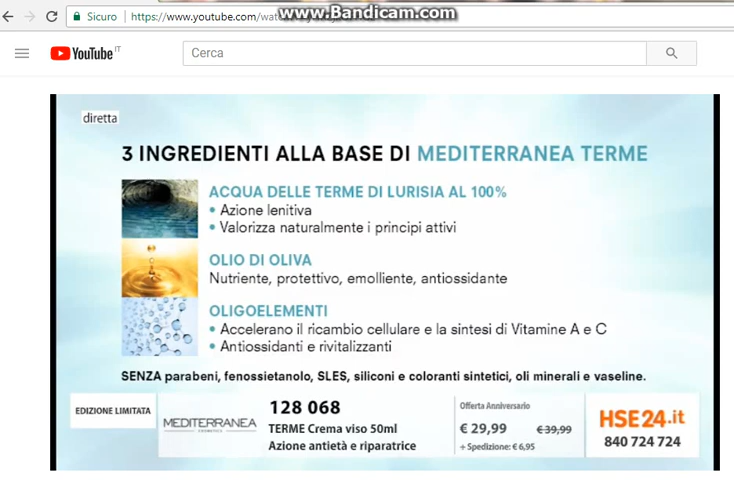 www.Bandicam.com
Sicuro https://www.youtube.com/wat
YouTube IT
Cerca
diretta
3 INGREDIENTI ALLA BASE DI MEDITERRANEA TERME
ACQUA DELLE TERME DI LURISIA AL 100%
• Azione lenitiva
• Valorizza naturalmente i principi attivi
OLIO DI OLIVA
Nutriente, protettivo, emolliente, antiossidante
OLIGOELEMENTI
• Accelerano il ricambio cellulare e la sintesi di Vitamine A e C
• Antiossidanti e rivitalizzanti
SENZA parabeni, fenossietanolo, SLES, siliconi e coloranti sintetici, oli minerali e vaseline.
EDIZIONE LIMITATA
MEDITERRANEA
COSMETICS
128 068
TERME Crema viso 50ml
Azione antietà e riparatrice
Offerta Anniversario
€ 29,99 € 39,99
+ Spedizione: € 6,95
HSE24.it
840 724 724